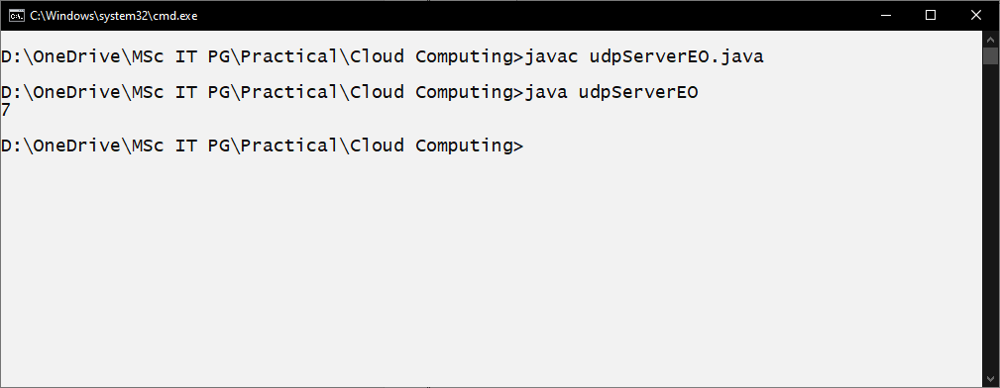 C:\Windows\system32\cmd.exe
D:\OneDrive\MSc IT PG\Practical\Cloud Computing>javac udpServerEO.java
D:\OneDrive\MSc IT PG\Practical\Cloud Computing>java udpServerEO
7
D:\OneDrive\MSc IT PG\Practical\Cloud Computing>